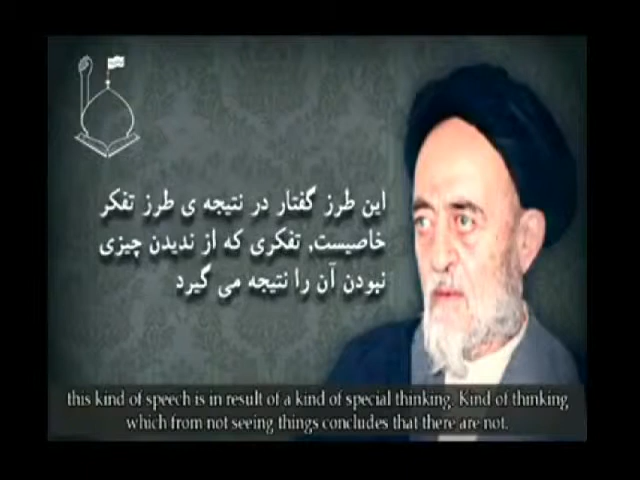 این طرز گفتار در نتیجه ی طرز تفکر
خاصیست, تفکری که از ندیدن چیزی
نبودن آن را نتیجه می گیرد
this kind of speech is in result of a kind of special thinking. Kind of thinking
which from not seeing things concludes that there are not.